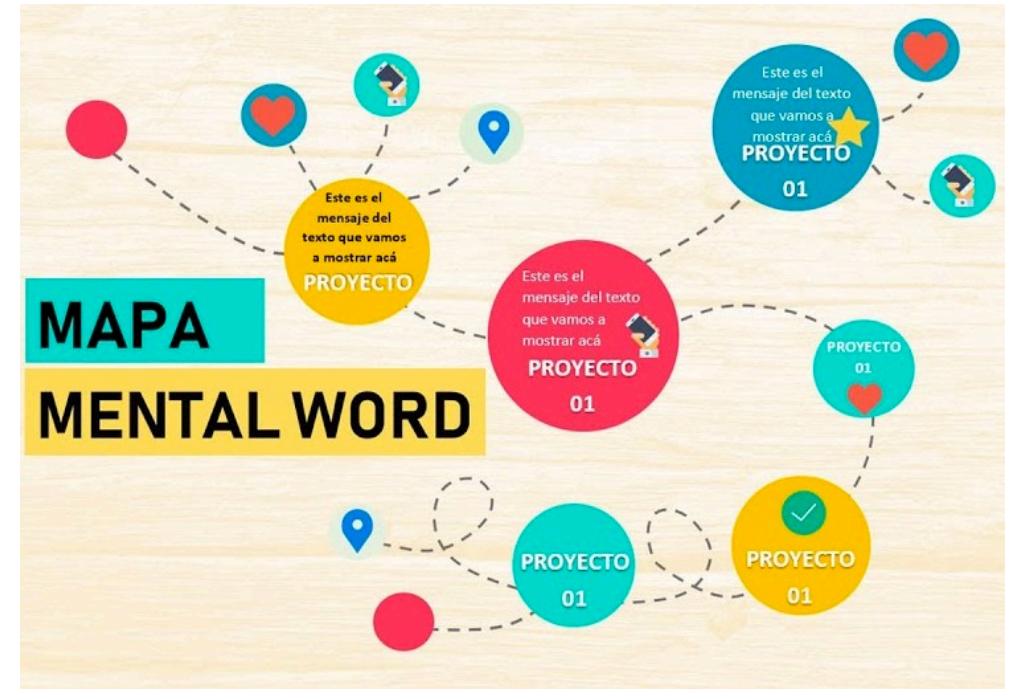 Este es el
mensaje del texto
que vamos a
mostrar acá
PROYECTO
01
Este es el
mensaje del
texto que vamos
a mostrar acá
PROYECTO
Este es el
mensaje del texto
que vamos a
mostrar acá
PROYECTO
01
MAPA
MENTAL WORD
PROYECTO
01
PROYECTO
01
PROYECTO
01